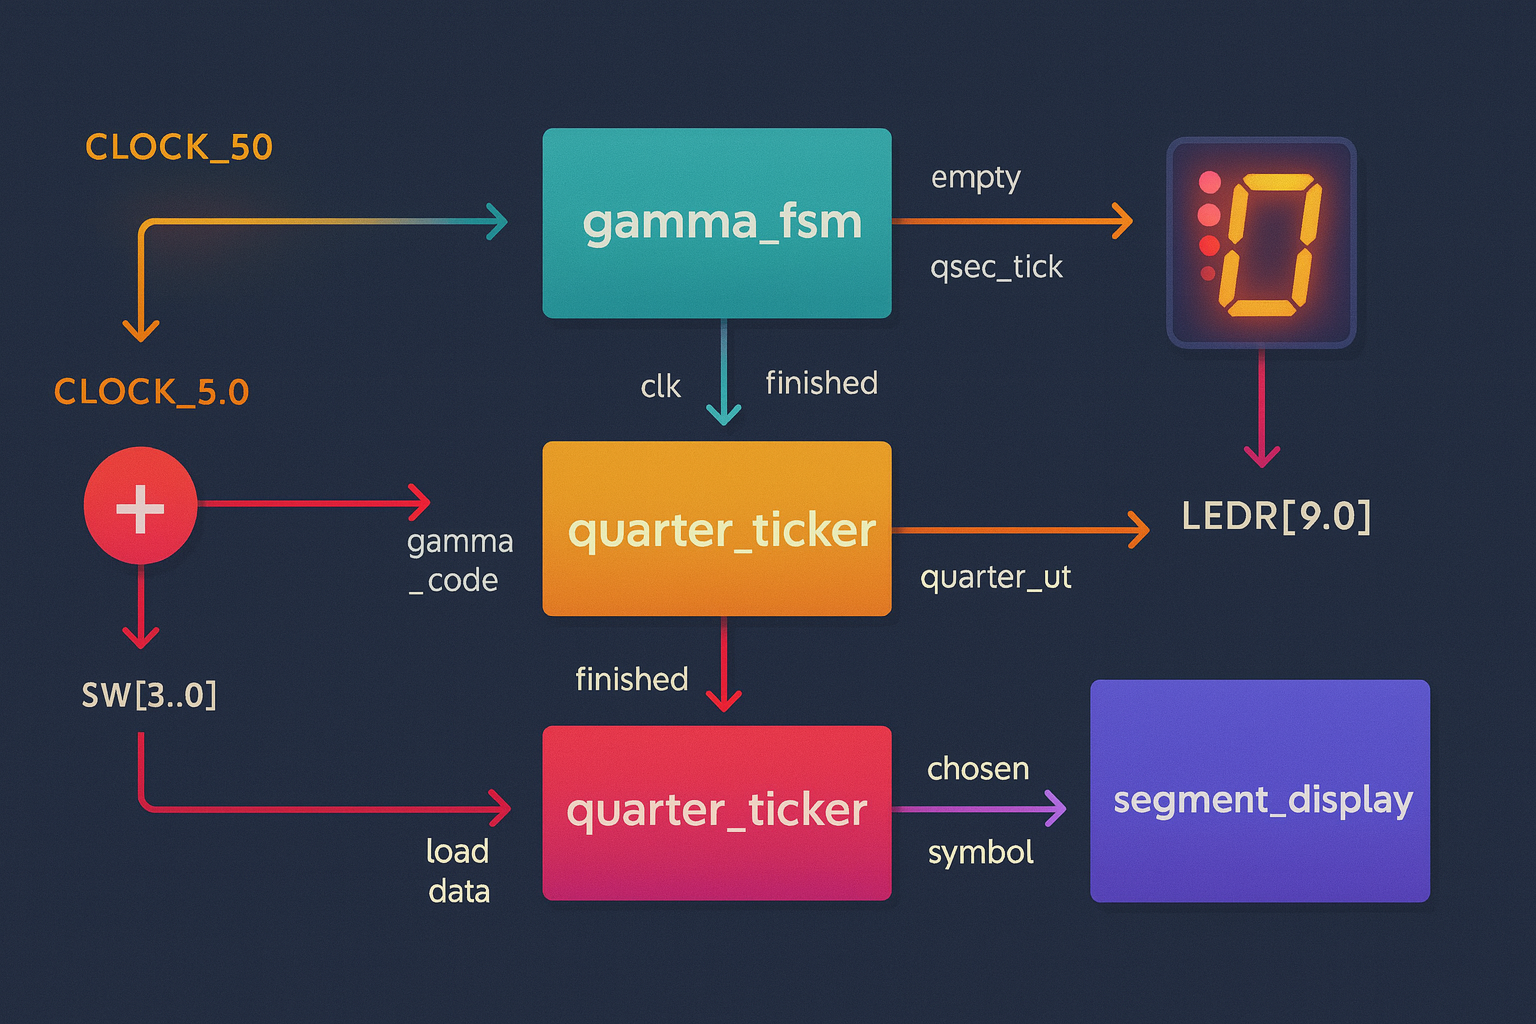 CLOCK_50
gamma_fsm
empty
qsec_tick
0
CLOCK_5.0
clk
finished
+
gamma
_code
quarter_ticker
quarter_ut
LEDR[9.0]
SW[3..0]
finished
load
data
quarter_ticker
chosen
symbol
segment_display